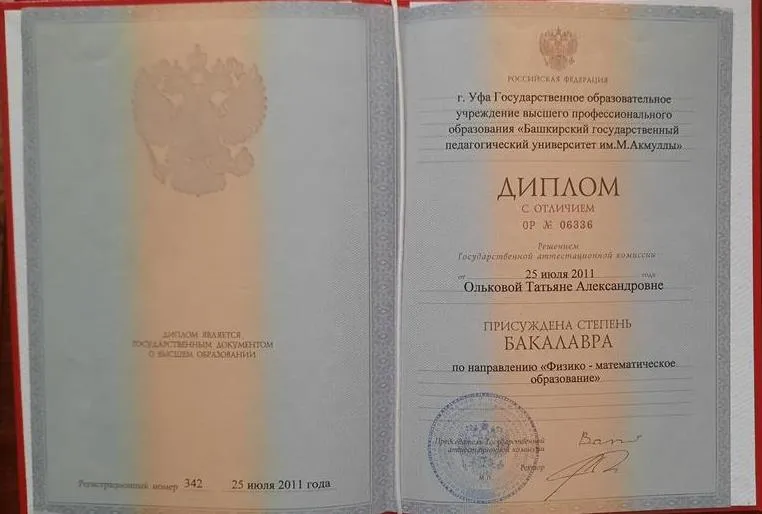 ДИПЛОМ ЯВЛЯЕТСЯ
ГОСУДАРСТВЕННЫМ ДОКУМЕНТОМ
О ВЫСШЕМ ОБРАЗОВАНИИ
Регистрационный номер 342 25 июля 2011 года
РОССИЙСКАЯ ФЕДЕРАЦИЯ
г. Уфа Государственное образовательное
учреждение высшего профессионального
образования «Башкирский государственный
педагогический университет им.М.Акмуллы»
ДИПЛОМ
С ОТЛИЧИЕМ
ОР № 06336
Решением
Государственной аттестационной комиссии
от 25 июля 2011 года
Ольковой Татьяне Александровне
ПРИСУЖДЕНА СТЕПЕНЬ
БАКАЛАВРА
по направлению «Физико - математическое
образование»
Председатель Государственной
аттестационной комиссии
Ректор
М.П.